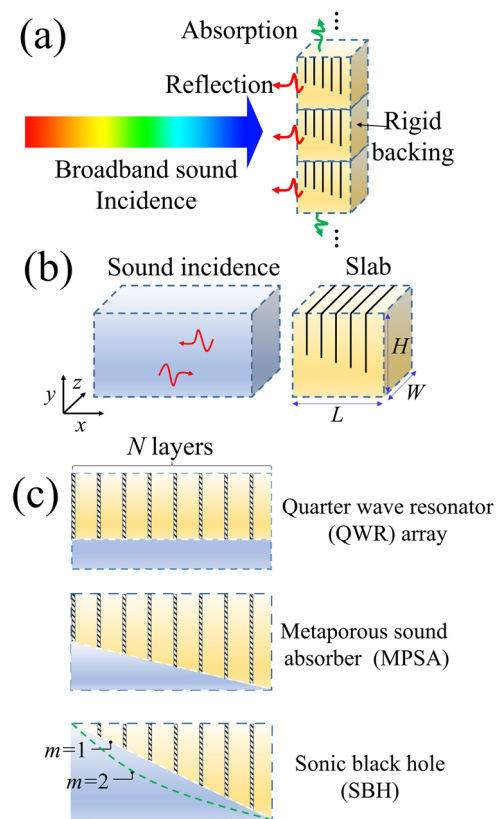 (a)
Absorption
Reflection
Broadband sound
Incidence
Rigid
backing
(b)
Sound incidence
Slab
H
W
L
y
z
x
N layers
(c)
Quarter wave resonator
(QWR) array
Metaporous sound
absorber (MPSA)
m=1
m=2
Sonic black hole
(SBH)